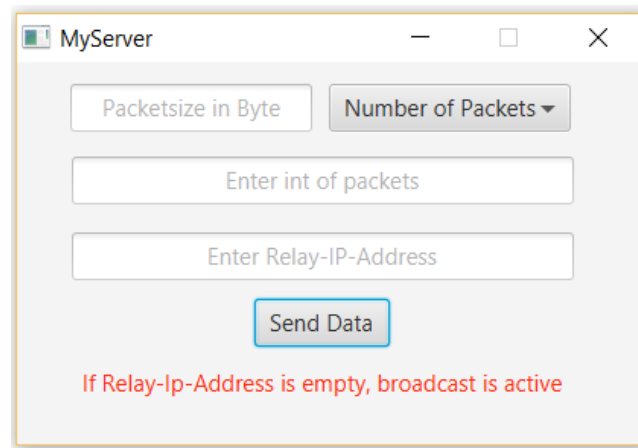 MyServer
Packetsize in Byte
Number of Packets
Enter int of packets
Enter Relay-IP-Address
Send Data
If Relay-Ip-Address is empty, broadcast is active